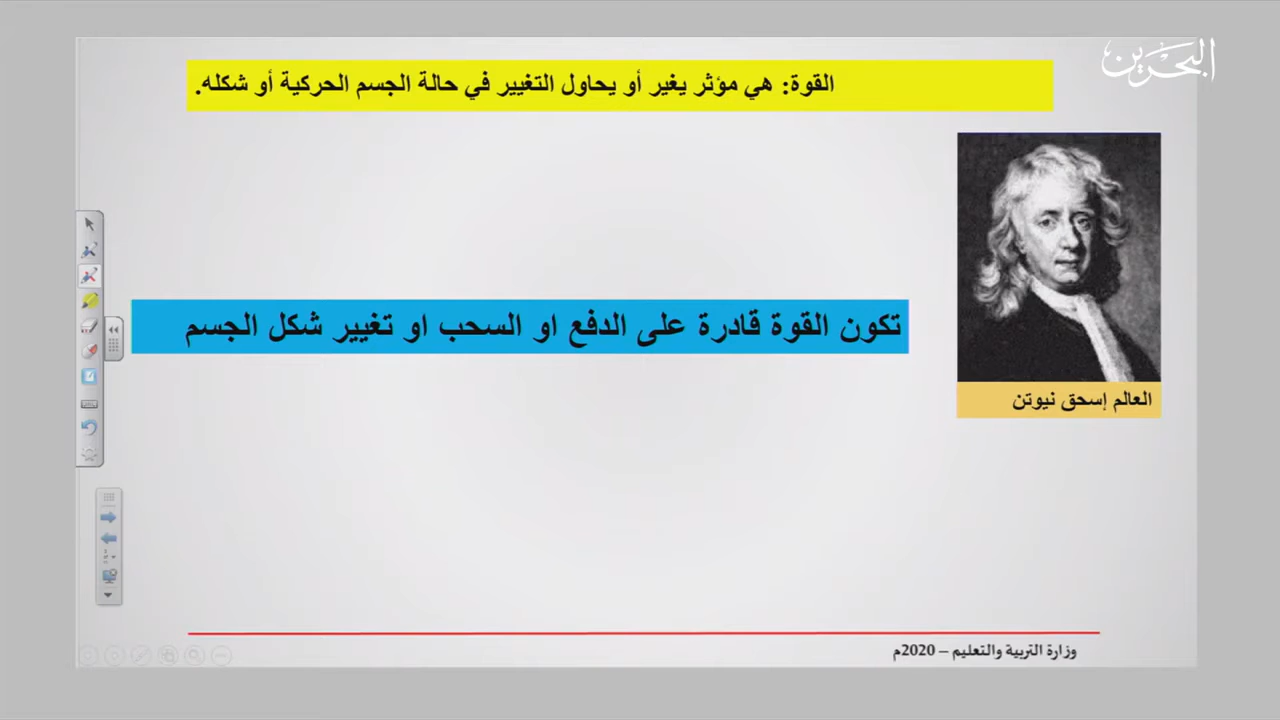 البحرين
القوة: هي مؤثر يغير أو يحاول التغيير في حالة الجسم الحركية أو شكله.
تكون القوة قادرة على الدفع او السحب او تغيير شكل الجسم
العالم إسحق نيوتن
وزارة التربية والتعليم – 2020م